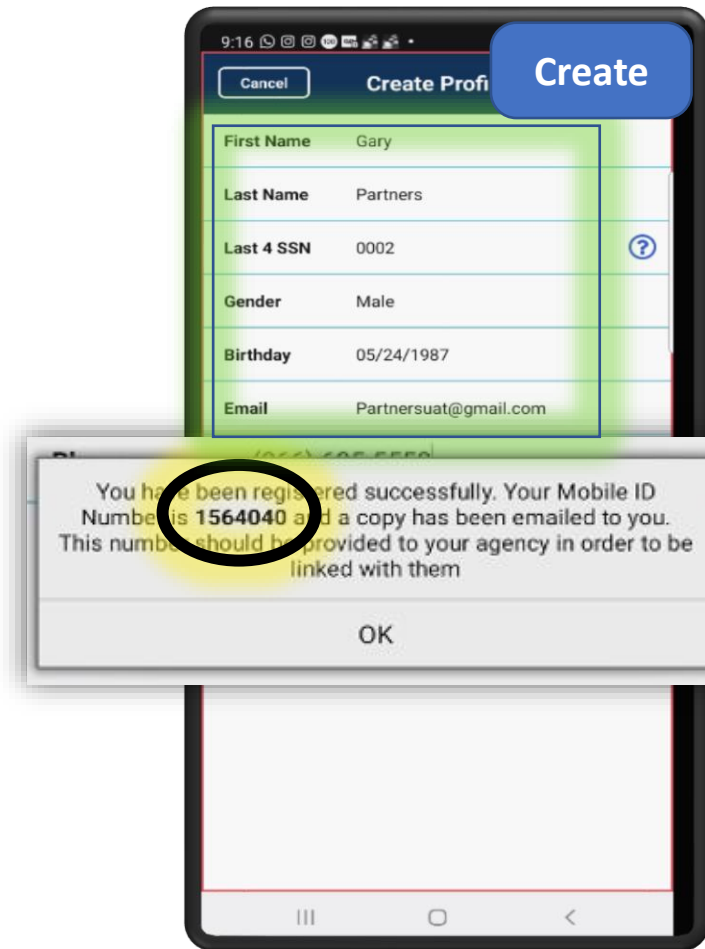 9:16
Cancel
Create Profi
Create
First Name Gary
Last Name Partners
Last 4 SSN 0002
?
Gender Male
Birthday 05/24/1987
Email Partnersuat@gmail.com
You have been registered successfully. Your Mobile ID
Number is 1564040 and a copy has been emailed to you.
This number should be provided to your agency in order to be
linked with them
OK